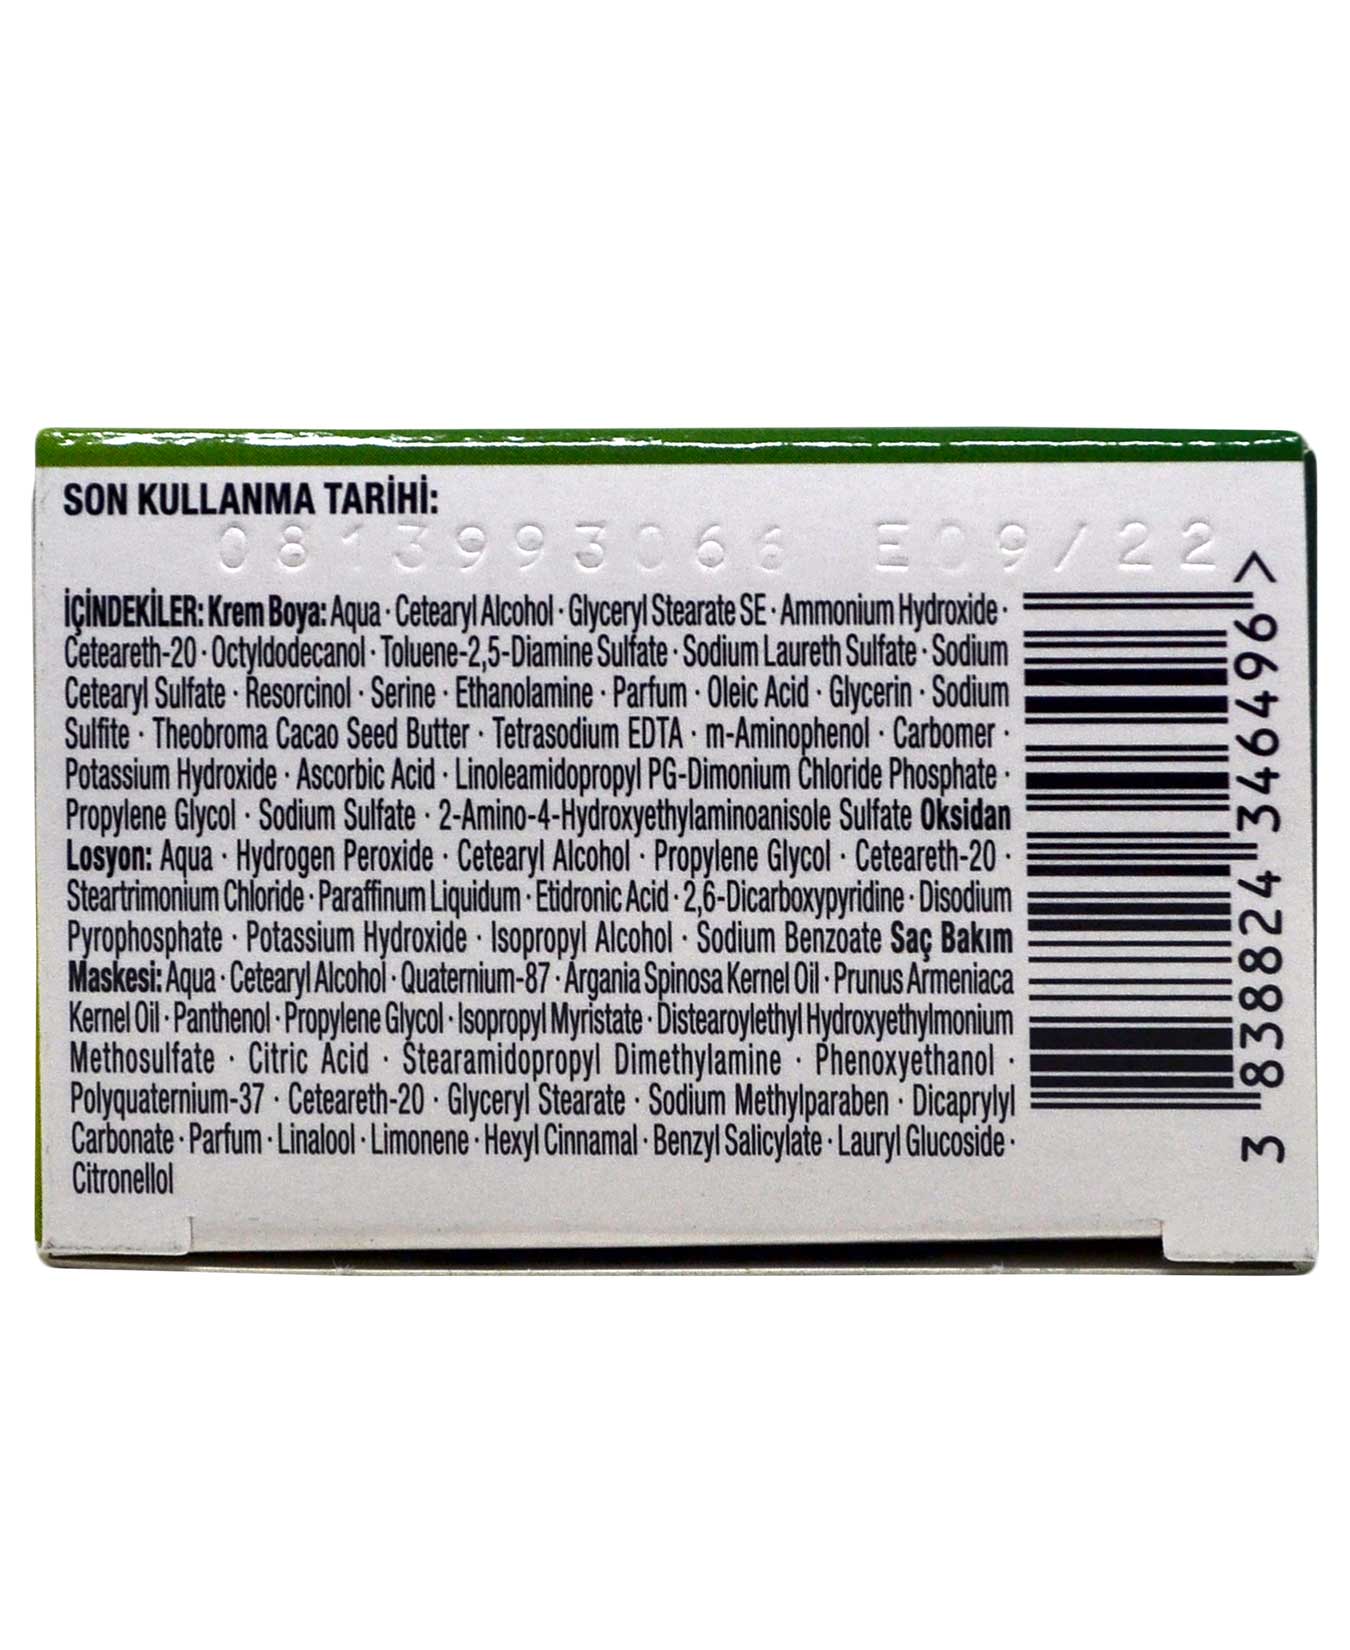 SON KULLANMA TARİHİ:
0813993066 E09/22
İÇİNDEKİLER: Krem Boya: Aqua · Cetearyl Alcohol · Glyceryl Stearate SE · Ammonium Hydroxide ·
Ceteareth-20 · Octyldodecanol · Toluene-2,5-Diamine Sulfate · Sodium Laureth Sulfate · Sodium
Cetearyl Sulfate · Resorcinol · Serine · Ethanolamine · Parfum · Oleic Acid · Glycerin · Sodium
Sulfite · Theobroma Cacao Seed Butter · Tetrasodium EDTA · m-Aminophenol · Carbomer ·
Potassium Hydroxide · Ascorbic Acid · Linoleamidopropyl PG-Dimonium Chloride Phosphate ·
Propylene Glycol · Sodium Sulfate · 2-Amino-4-Hydroxyethylaminoanisole Sulfate Oksidan
Losyon: Aqua · Hydrogen Peroxide · Cetearyl Alcohol · Propylene Glycol · Ceteareth-20 ·
Steartrimonium Chloride · Paraffinum Liquidum · Etidronic Acid · 2,6-Dicarboxypyridine · Disodium
Pyrophosphate · Potassium Hydroxide · Isopropyl Alcohol · Sodium Benzoate Saç Bakım
Maskesi: Aqua · Cetearyl Alcohol · Quaternium-87 · Argania Spinosa Kernel Oil · Prunus Armeniaca
Kernel Oil · Panthenol · Propylene Glycol · Isopropyl Myristate · Distearoylethyl Hydroxyethylmonium
Methosulfate · Citric Acid · Stearamidopropyl Dimethylamine · Phenoxyethanol ·
Polyquaternium-37 · Ceteareth-20 · Glyceryl Stearate · Sodium Methylparaben · Dicaprylyl
Carbonate · Parfum · Linalool · Limonene · Hexyl Cinnamal · Benzyl Salicylate · Lauryl Glucoside ·
Citronellol
3 838824 346496 >